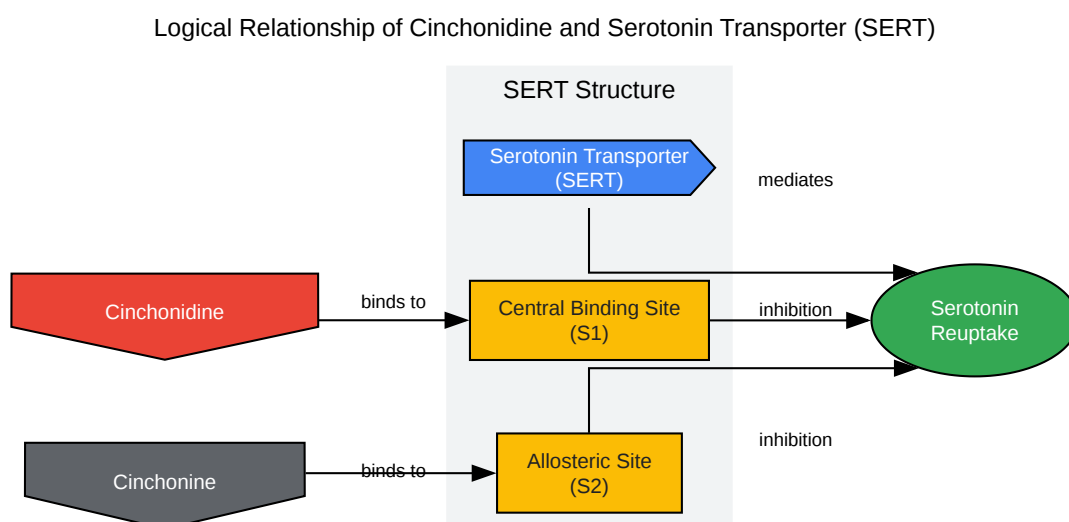 Logical Relationship of Cinchonidine and Serotonin Transporter (SERT)
SERT Structure
Serotonin Transporter
(SERT)
mediates
Cinchonidine
binds to
Central Binding Site
(S1)
inhibition
Serotonin
Reuptake
Cinchonine
binds to
Allosteric Site
(S2)
inhibition